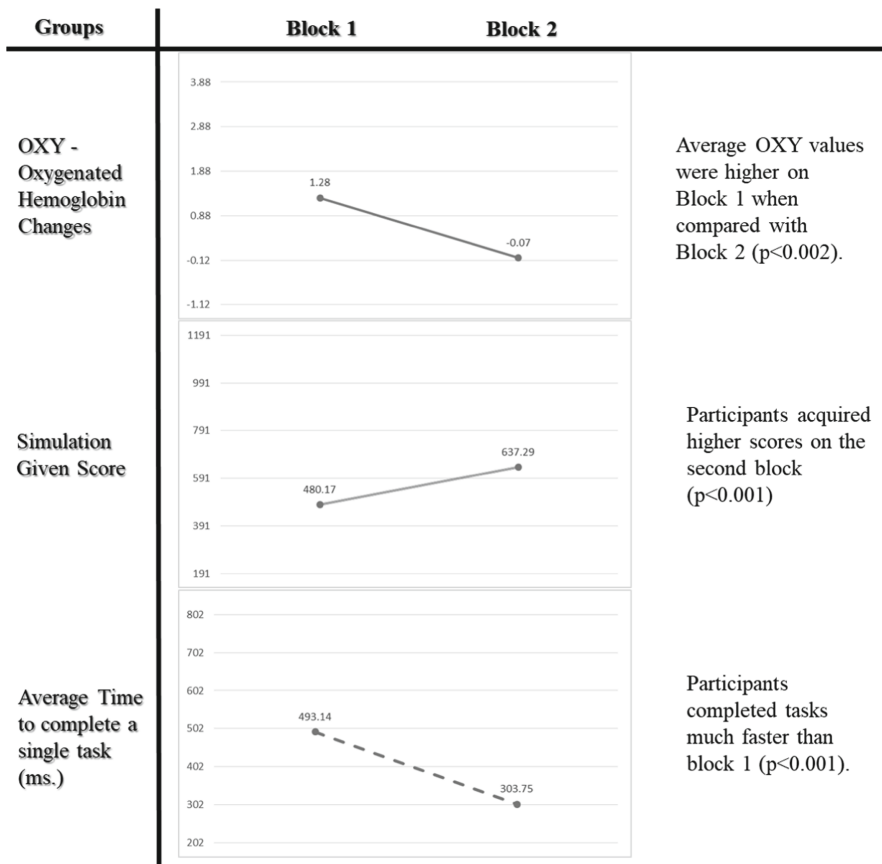 Groups Block 1 Block 2
OXY -
Oxygenated
Hemoglobin
Changes
3.88
2.88
1.88
0.88
-0.12
-1.12
1.28
-0.07
Average OXY values
were higher on
Block 1 when
compared with
Block 2 (p<0.002).
Simulation
Given Score
1191
991
791
591
391
191
480.17
637.29
Participants acquired
higher scores on the
second block
(p<0.001)
Average Time
to complete a
single task
(ms.)
802
702
602
502
402
302
202
493.14
303.75
Participants
completed tasks
much faster than
block 1 (p<0.001).